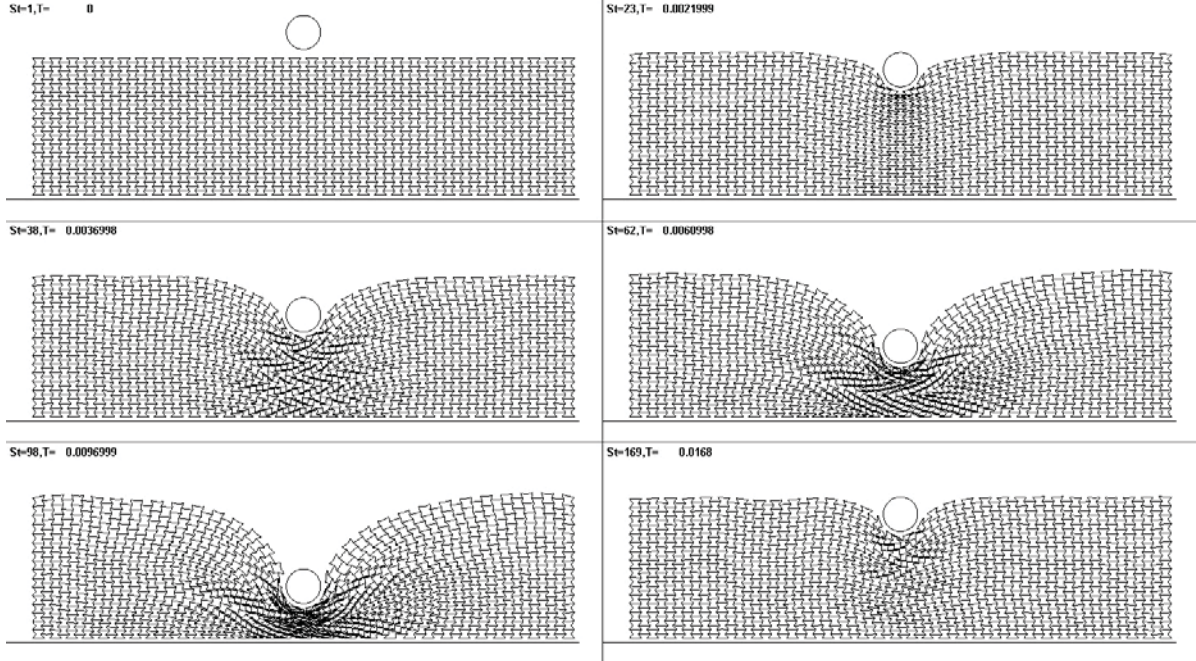 St=1,T= 0
St=23,T= 0.0021999
St=38,T= 0.0036998
St=62,T= 0.0060998
St=98,T= 0.0096999
St=169,T= 0.0168